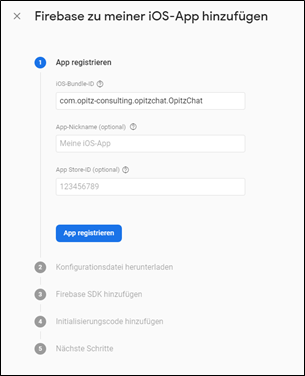 Firebase zu meiner iOS-App hinzufügen
1 App registrieren
iOS-Bundle-ID
com.opitz-consulting.opitzchat.OpitzChat
App-Nickname (optional)
Meine iOS-App
App Store-ID (optional)
123456789
App registrieren
2 Konfigurationsdatei herunterladen
3 Firebase SDK hinzufügen
4 Initialisierungscode hinzufügen
5 Nächste Schritte